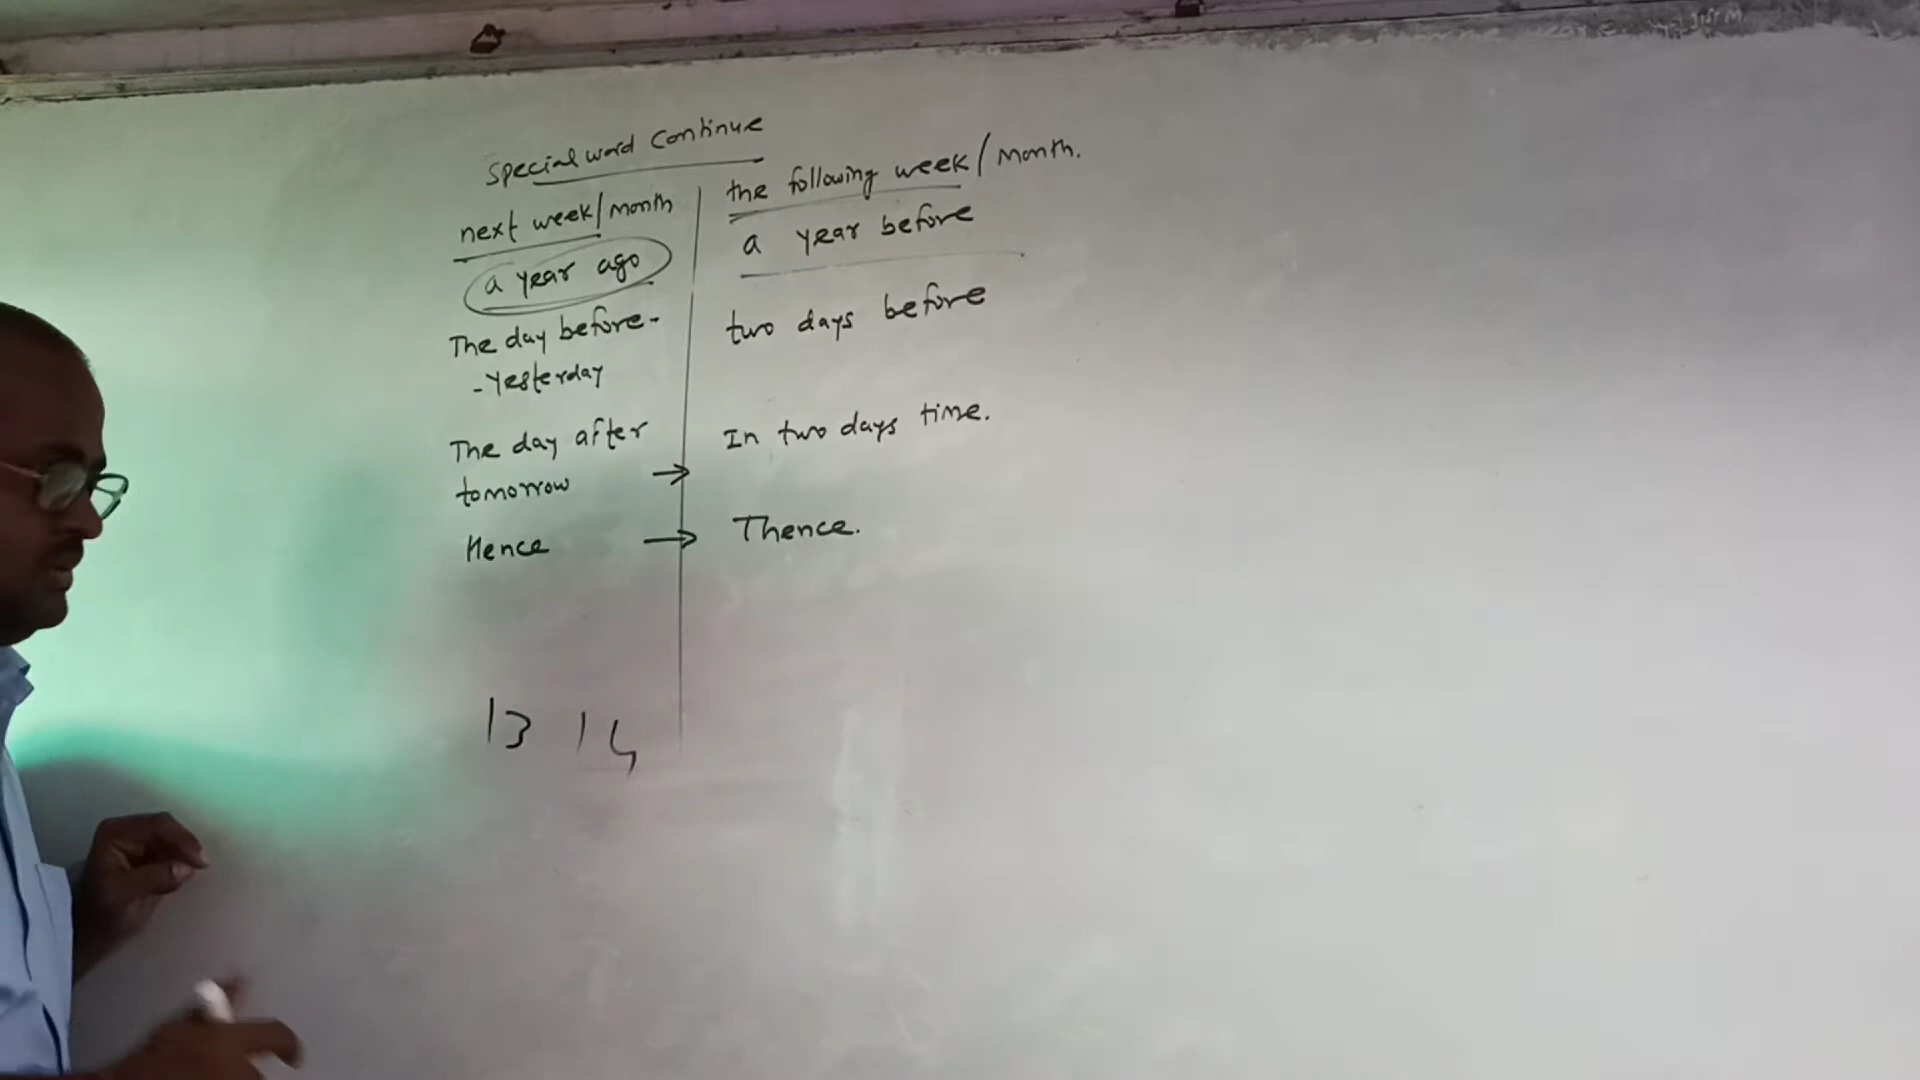 Special word Continue
next week/month | the following week/month.
a year ago | a year before
The day before - | two days before
- Yesterday
The day after | In two days time.
tomorrow →
Hence → Thence.
13 14